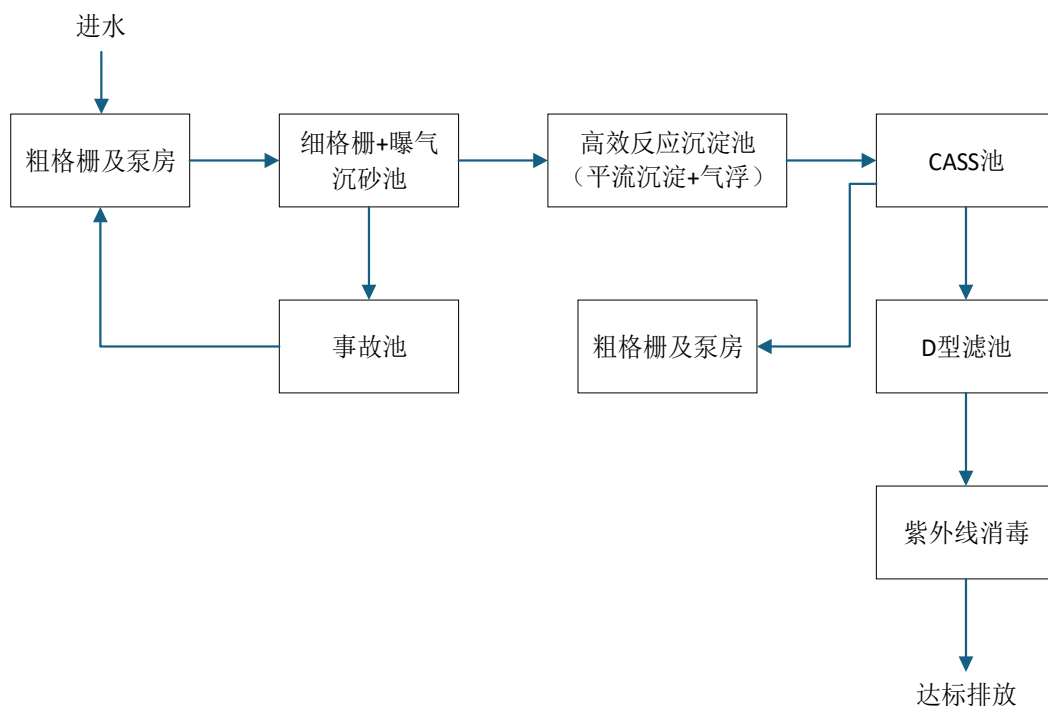 进水
粗格栅及泵房
细格栅+曝气
沉砂池
高效反应沉淀池
（平流沉淀+气浮）
CASS池
事故池
粗格栅及泵房
D型滤池
紫外线消毒
达标排放